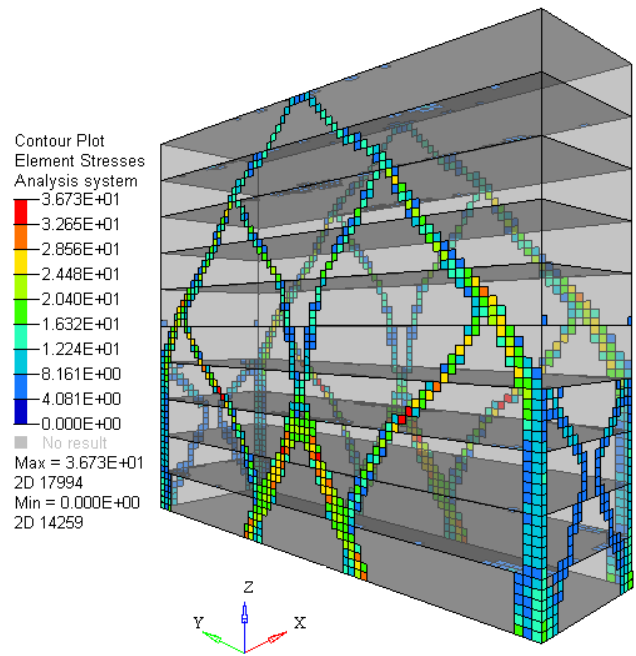 Contour Plot
Element Stresses
Analysis system
3.673E+01
3.265E+01
2.856E+01
2.448E+01
2.040E+01
1.632E+01
1.224E+01
8.161E+00
4.081E+00
0.000E+00
No result
Max = 3.673E+01
2D 17994
Min = 0.000E+00
2D 14259
Z
Y X